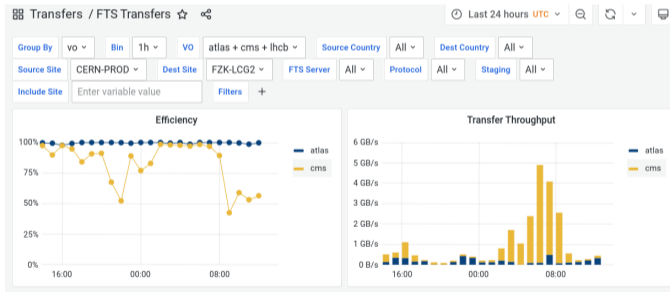 Transfers / FTS Transfers
Last 24 hours UTC
Group By vo Bin 1h VO atlas + cms + lhcb Source Country All Dest Country All
Source Site CERN-PROD Dest Site FZK-LCG2 FTS Server All Protocol All Staging All
Include Site Enter variable value Filters +
Efficiency
100%
75%
50%
25%
0%
16:00 00:00 08:00
atlas
cms
Transfer Throughput
6 GB/s
5 GB/s
4 GB/s
3 GB/s
2 GB/s
1 GB/s
0 B/s
16:00 00:00 08:00
atlas
cms